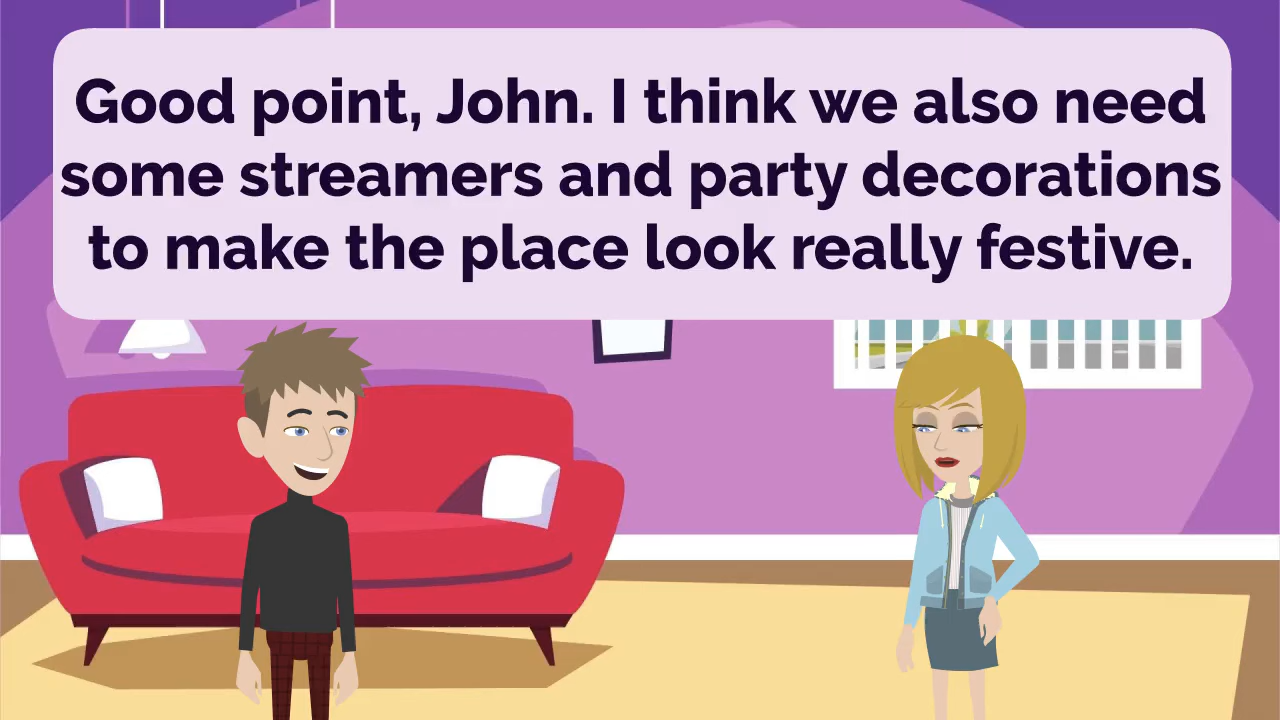 Good point, John. I think we also need
some streamers and party decorations
to make the place look really festive.